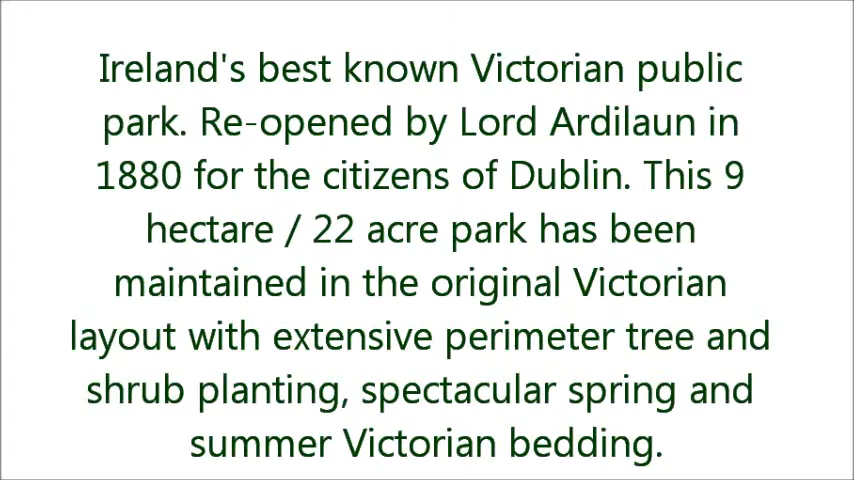 Ireland's best known Victorian public
park. Re-opened by Lord Ardilaun in
1880 for the citizens of Dublin. This 9
hectare / 22 acre park has been
maintained in the original Victorian
layout with extensive perimeter tree and
shrub planting, spectacular spring and
summer Victorian bedding.